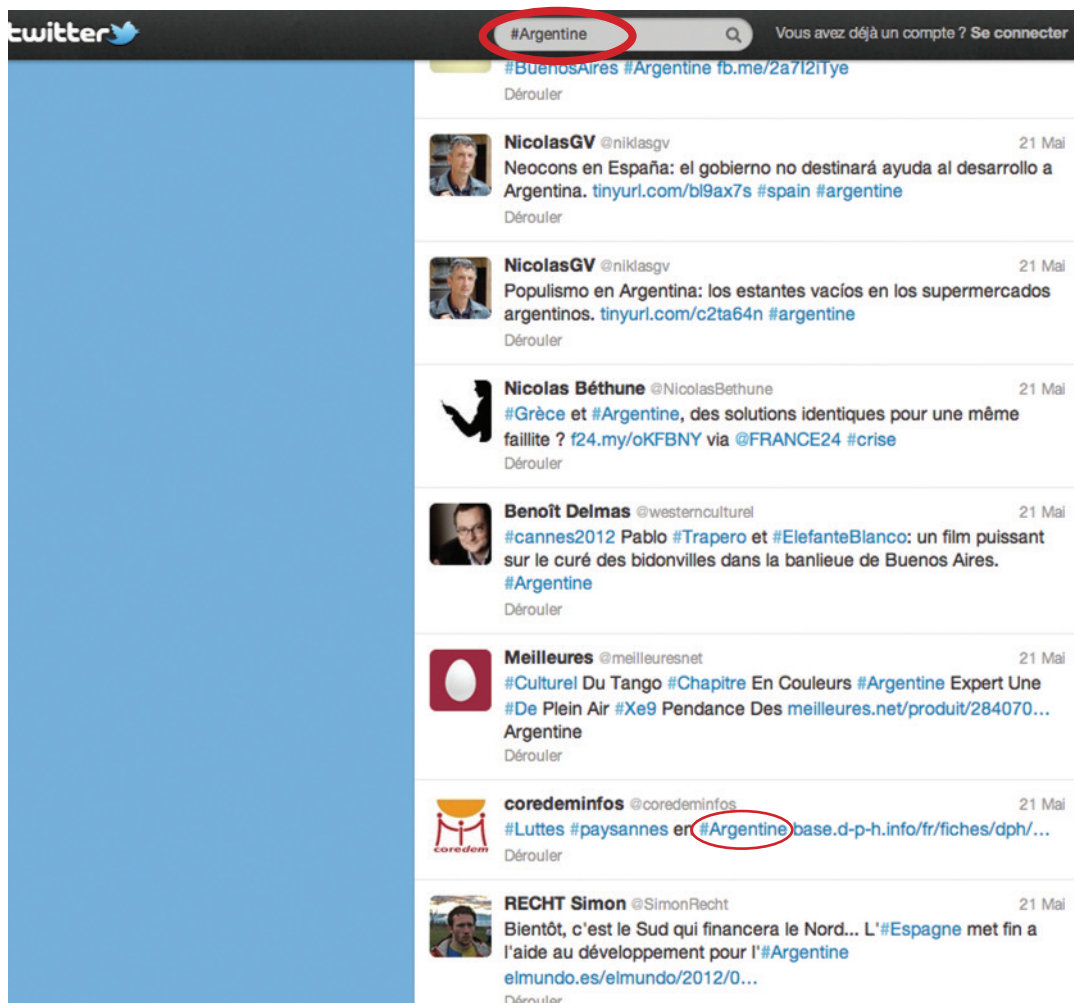 twitter
#Argentine
Vous avez déjà un compte ? Se connecter
#BuenosAires #Argentine fb.me/2a7I2iTye
Dérouler
NicolasGV @niklasgv 21 Mai
Neocons en España: el gobierno no destinará ayuda al desarrollo a
Argentina. tinyurl.com/bl9ax7s #spain #argentine
Dérouler
NicolasGV @niklasgv 21 Mai
Populismo en Argentina: los estantes vacíos en los supermercados
argentinos. tinyurl.com/c2ta64n #argentine
Dérouler
Nicolas Béthune @NicolasBethune 21 Mai
#Grèce et #Argentine, des solutions identiques pour une même
faillite ? f24.my/oKFBNY via @FRANCE24 #crise
Dérouler
Benoît Delmas @westernculturel 21 Mai
#cannes2012 Pablo #Trapero et #ElefanteBlanco: un film puissant
sur le curé des bidonvilles dans la banlieue de Buenos Aires.
#Argentine
Dérouler
Meilleures @meilleuresnet 21 Mai
#Culturel Du Tango #Chapitre En Couleurs #Argentine Expert Une
#De Plein Air #Xe9 Pendance Des meilleures.net/produit/284070...
Argentine
Dérouler
coredem
coredeminfos @coredeminfos 21 Mai
#Luttes #paysannes en #Argentine base.d-p-h.info/fr/fiches/dph/...
Dérouler
RECHT Simon @SimonRecht 21 Mai
Bientôt, c'est le Sud qui financera le Nord... L'#Espagne met fin a
l'aide au développement pour l'#Argentine
elmundo.es/elmundo/2012/0...
Dérouler